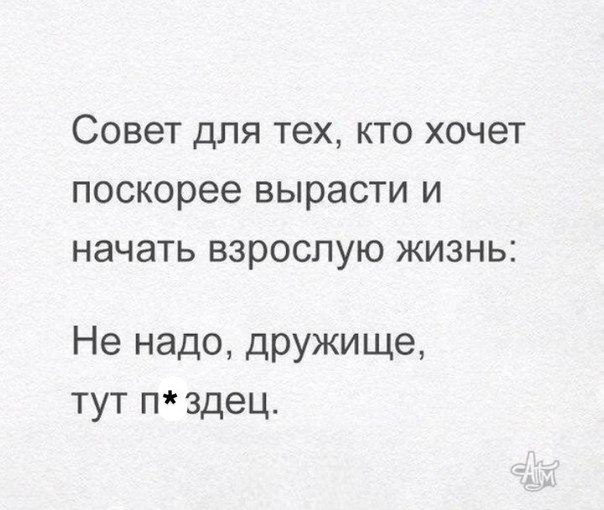 Совет для тех, кто хочет
поскорее вырасти и
начать взрослую жизнь:
Не надо, дружище,
тут п*здец.